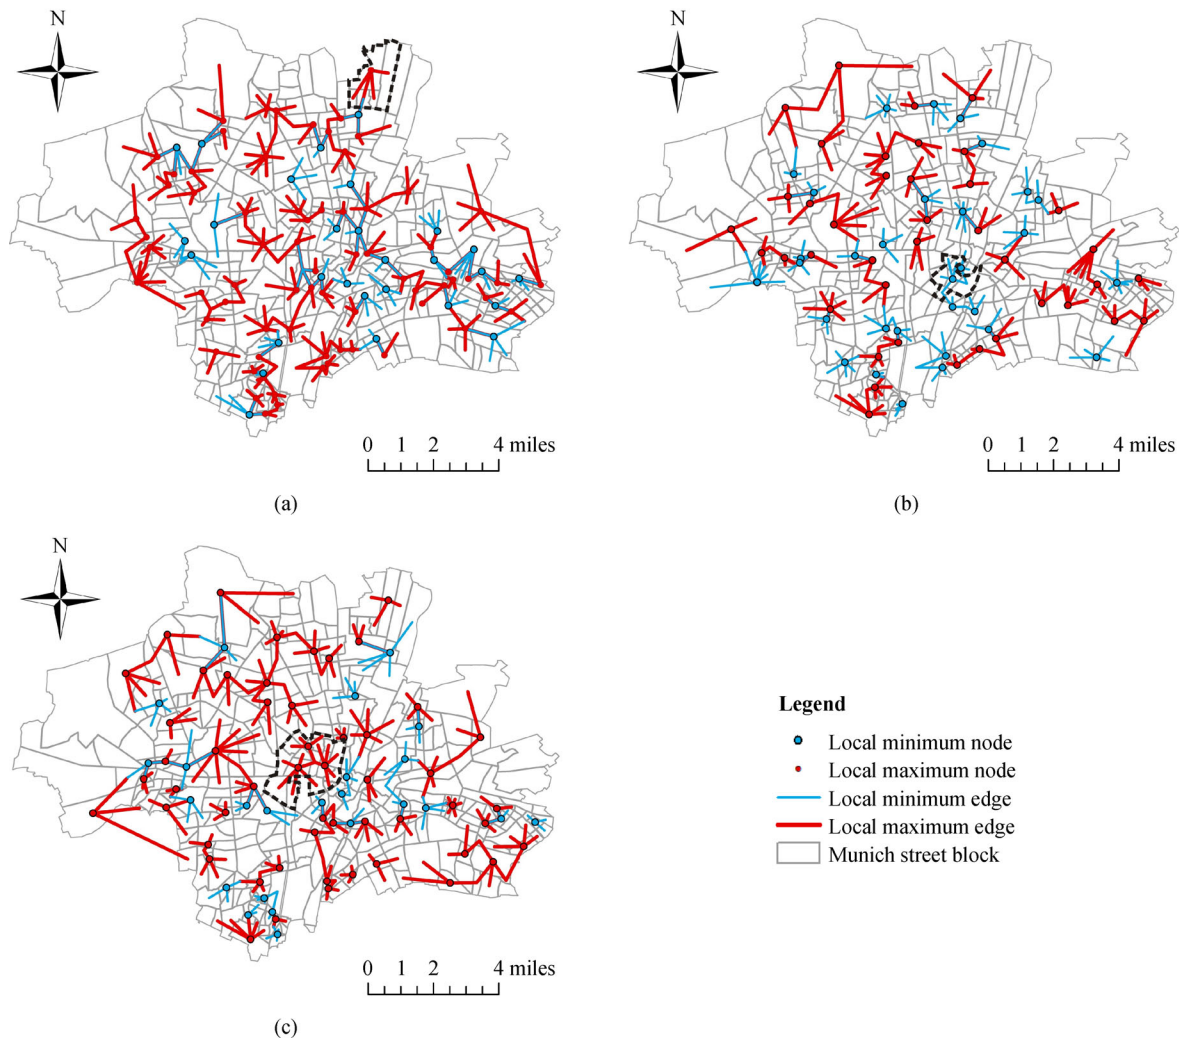 N
0 1 2 4 miles
(a)
N
0 1 2 4 miles
(b)
N
0 1 2 4 miles
(c)
Legend
Local minimum node
Local maximum node
Local minimum edge
Local maximum edge
Munich street block